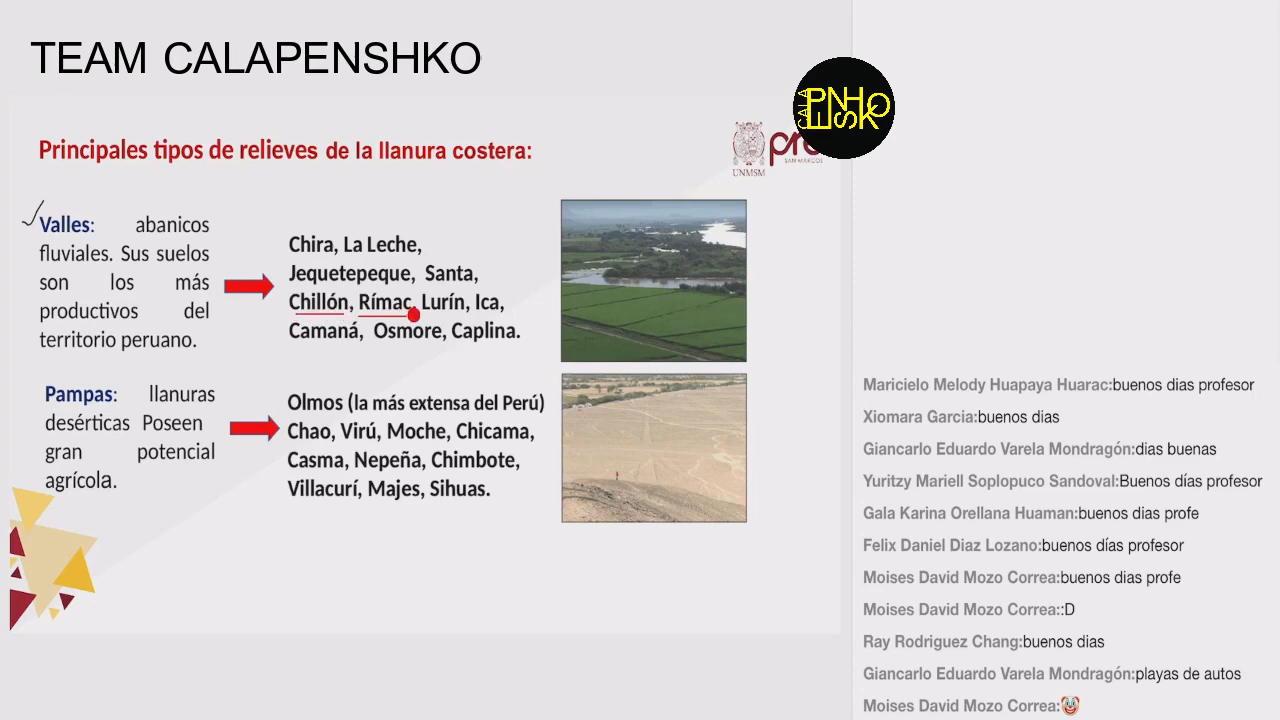 TEAM CALAPENSHKO
CALA
PENHSKO
Principales tipos de relieves de la llanura costera:
UNMSM
SAN MARCOS
Valles: abanicos
fluviales. Sus suelos
son los más
productivos del
territorio peruano.
Chira, La Leche,
Jequetepeque, Santa,
Chillón, Rímac, Lurín, Ica,
Camaná, Osmore, Caplina.
Pampas: llanuras
desérticas Poseen
gran potencial
agrícola.
Olmos (la más extensa del Perú)
Chao, Virú, Moche, Chicama,
Casma, Nepeña, Chimbote,
Villacurí, Majes, Sihuas.
Maricielo Melody Huapaya Huarac:buenos dias profesor
Xiomara Garcia:buenos dias
Giancarlo Eduardo Varela Mondragón:dias buenas
Yuritzy Mariell Soplopuco Sandoval:Buenos días profesor
Gala Karina Orellana Huaman:buenos dias profe
Felix Daniel Diaz Lozano:buenos días profesor
Moises David Mozo Correa:buenos dias profe
Moises David Mozo Correa::D
Ray Rodriguez Chang:buenos dias
Giancarlo Eduardo Varela Mondragón:playas de autos
Moises David Mozo Correa:🤡